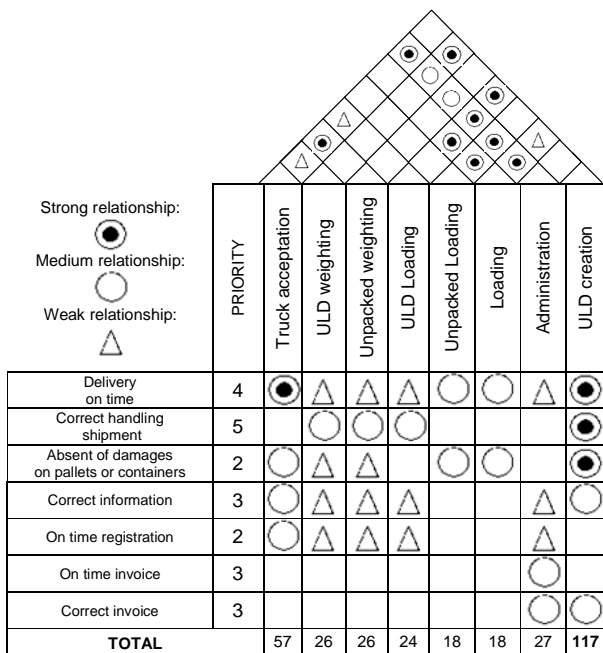 Strong relationship:
Medium relationship:
Weak relationship:
PRIORITY
Truck acceptation
ULD weighting
Unpacked weighting
ULD Loading
Unpacked Loading
Loading
Administration
ULD creation
Delivery
on time
4
Correct handling
shipment
5
Absent of damages
on pallets or containers
2
Correct information
3
On time registration
2
On time invoice
3
Correct invoice
3
TOTAL 57 26 26 24 18 18 27 117